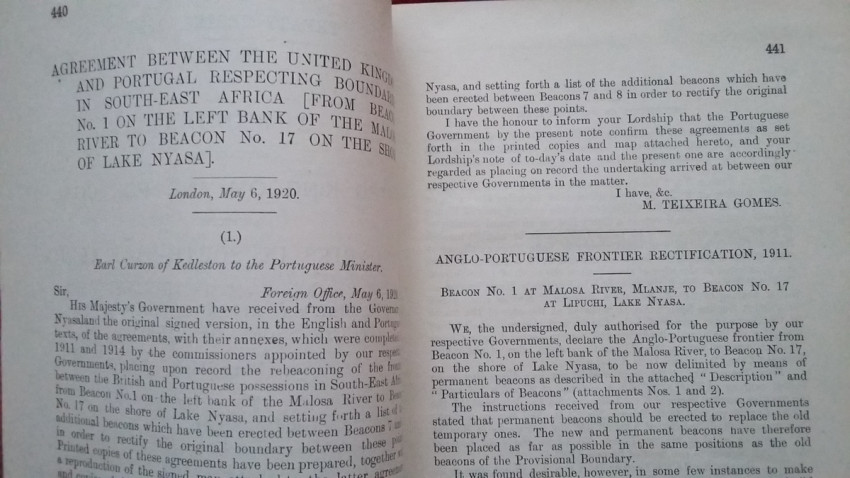 440
AGREEMENT BETWEEN THE UNITED
AND PORTUGAL RESPECTING
IN SOUTH-EAST AFRICA [FROM
No. 1 ON THE LEFT BANK OF THE
RIVER TO BEACON No. 17 ON THE
OF LAKE NYASA].
London, May 6, 1920.
(1.)
Earl Curzon of Kedleston to the Portuguese Minister.
Sir, Foreign Office, May 6,
HIS Majesty's Government have received from the
Nyasaland the original signed version, in the English and
texts, of the agreements, with their annexes, which were
1911 and 1914 by the commissioners appointed by our
Governments, placing upon record the rebeaconing of the
between the British and Portuguese possessions in South-East
from Beacon No.1 on the left bank of the Malosa River to
No. 17 on the shore of Lake Nyasa, and setting forth a list of
additional beacons which have been erected between Beacons 7
in order to rectify the original boundary between these
Printed copies of these agreements have been prepared, together
a reproduction of the signed map attached to the latter
441
Nyasa, and setting forth a list of the additional beacons which have
been erected between Beacons 7 and 8 in order to rectify the original
boundary between these points.
I have the honour to inform your Lordship that the Portuguese
Government by the present note confirm these agreements as set
forth in the printed copies and map attached hereto, and your
Lordship's note of to-day's date and the present one are accordingly
regarded as placing on record the undertaking arrived at between our
respective Governments in the matter.
I have, &c.
M. TEIXEIRA GOMES.
ANGLO-PORTUGUESE FRONTIER RECTIFICATION, 1911.
BEACON No. 1 AT MALOSA RIVER, MLANJE, TO BEACON No. 17
AT LIPUCHI, LAKE NYASA.
WE, the undersigned, duly authorised for the purpose by our
respective Governments, declare the Anglo-Portuguese frontier from
Beacon No. 1, on the left bank of the Malosa River, to Beacon No. 17,
on the shore of Lake Nyasa, to be now delimited by means of
permanent beacons as described in the attached "Description" and
"Particulars of Beacons" (attachments Nos. 1 and 2).
The instructions received from our respective Governments
stated that permanent beacons should be erected to replace the old
temporary ones. The new and permanent beacons have therefore
been placed as far as possible in the same positions as the old
beacons of the Provisional Boundary.
It was found desirable, however, in some few instances to make